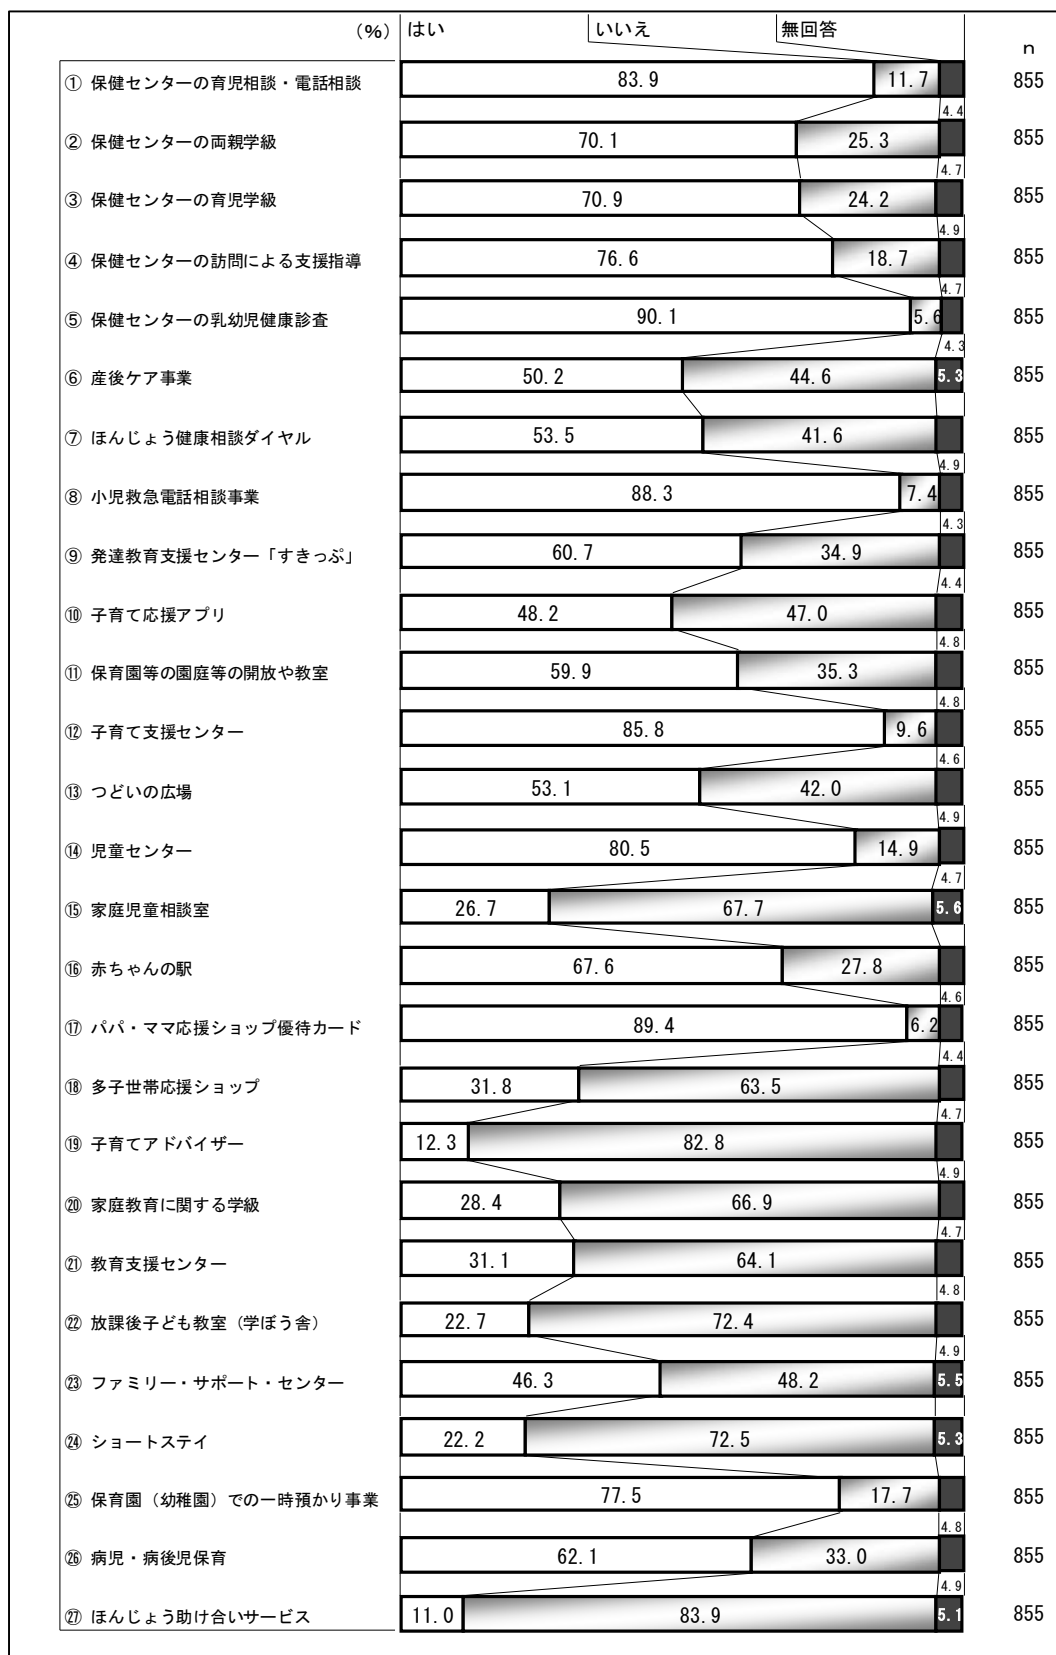 (%) はい いいえ 無回答
n
① 保健センターの育児相談・電話相談 83.9 11.7 855
4.4
② 保健センターの両親学級 70.1 25.3 855
4.7
③ 保健センターの育児学級 70.9 24.2 855
4.9
④ 保健センターの訪問による支援指導 76.6 18.7 855
4.7
⑤ 保健センターの乳幼児健康診査 90.1 5.6 855
4.3
⑥ 産後ケア事業 50.2 44.6 5.3 855
⑦ ほんじょう健康相談ダイヤル 53.5 41.6 855
4.9
⑧ 小児救急電話相談事業 88.3 7.4 855
4.3
⑨ 発達教育支援センター「すきっぷ」 60.7 34.9 855
4.4
⑩ 子育て応援アプリ 48.2 47.0 855
4.8
⑪ 保育園等の園庭等の開放や教室 59.9 35.3 855
4.8
⑫ 子育て支援センター 85.8 9.6 855
4.6
⑬ つどいの広場 53.1 42.0 855
4.9
⑭ 児童センター 80.5 14.9 855
4.7
⑮ 家庭児童相談室 26.7 67.7 5.6 855
⑯ 赤ちゃんの駅 67.6 27.8 855
4.6
⑰ パパ・ママ応援ショップ優待カード 89.4 6.2 855
4.4
⑱ 多子世帯応援ショップ 31.8 63.5 855
4.7
⑲ 子育てアドバイザー 12.3 82.8 855
4.9
⑳ 家庭教育に関する学級 28.4 66.9 855
4.7
㉑ 教育支援センター 31.1 64.1 855
4.8
㉒ 放課後子ども教室（学ぼう舎） 22.7 72.4 855
4.9
㉓ ファミリー・サポート・センター 46.3 48.2 5.5 855
㉔ ショートステイ 22.2 72.5 5.3 855
㉕ 保育園（幼稚園）での一時預かり事業 77.5 17.7 855
4.8
㉖ 病児・病後児保育 62.1 33.0 855
4.9
㉗ ほんじょう助け合いサービス 11.0 83.9 5.1 855